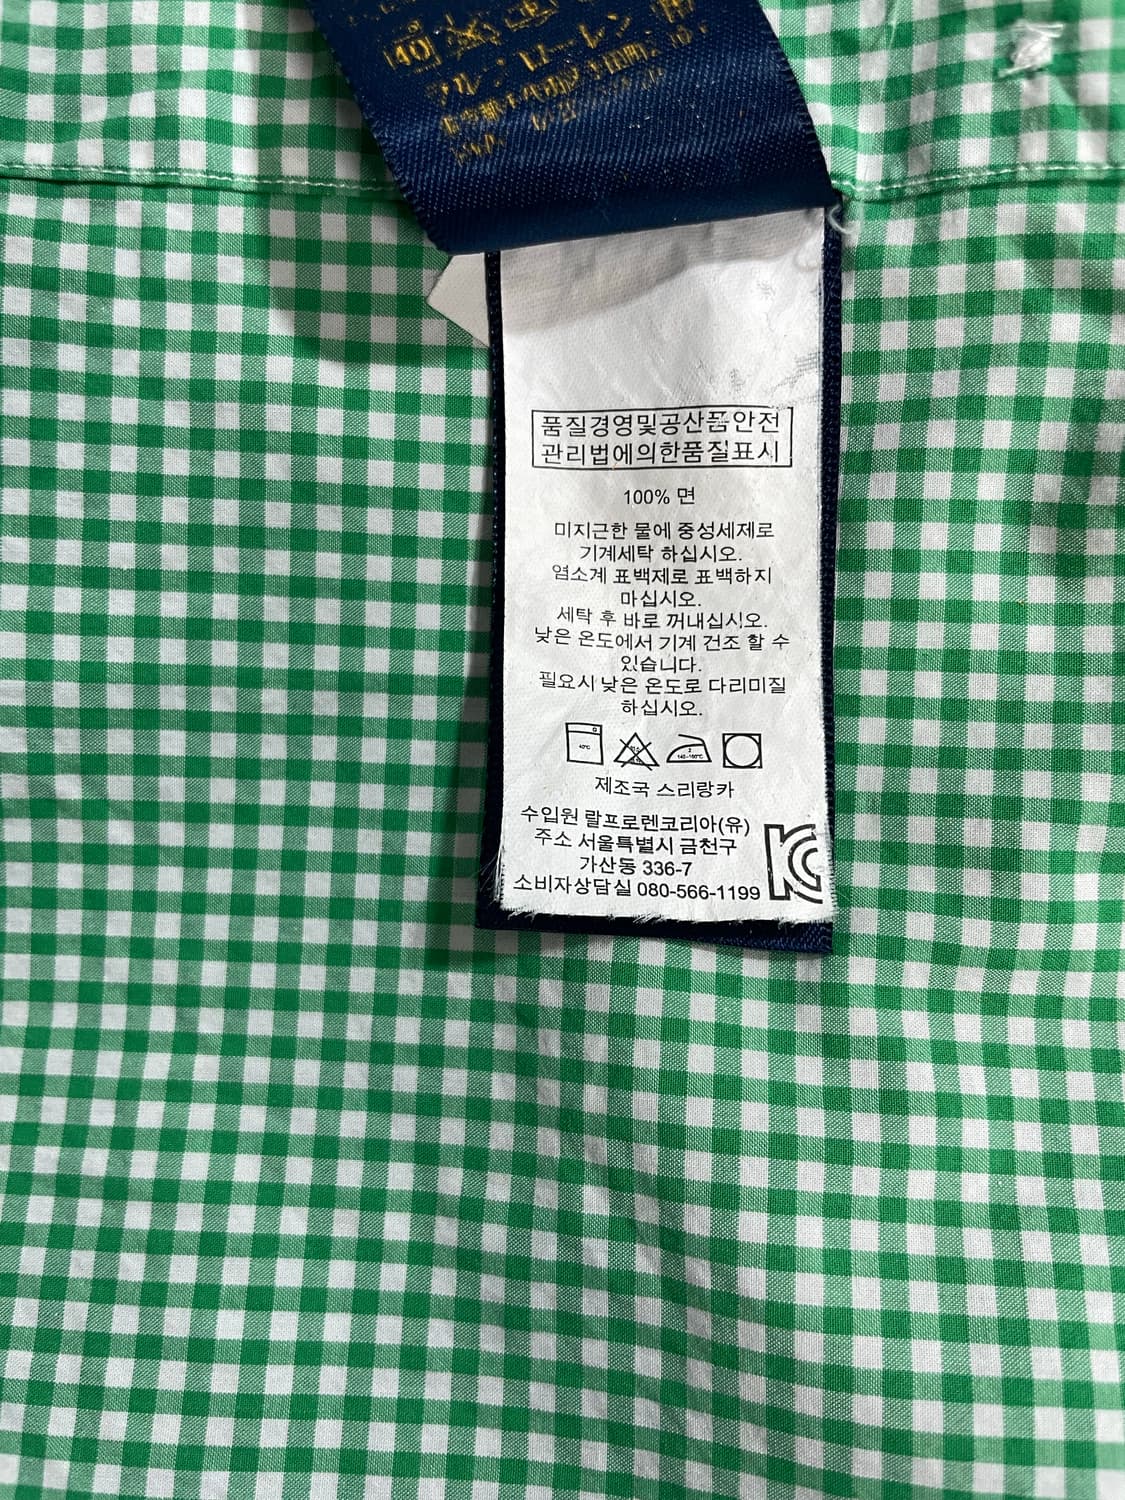 40
品質경영및공산품안전
관리법에의한품질표시
100% 면
미지근한 물에 중성세제로
기계세탁 하십시오.
염소계 표백제로 표백하지
마십시오.
세탁 후 바로 꺼내십시오.
낮은 온도에서 기계 건조 할 수
있습니다.
필요시 낮은 온도로 다리미질
하십시오.
제조국 스리랑카
수입원 랄프로렌코리아(유)
주소 서울특별시 금천구
가산동 336-7
소비자상담실 080-566-1199